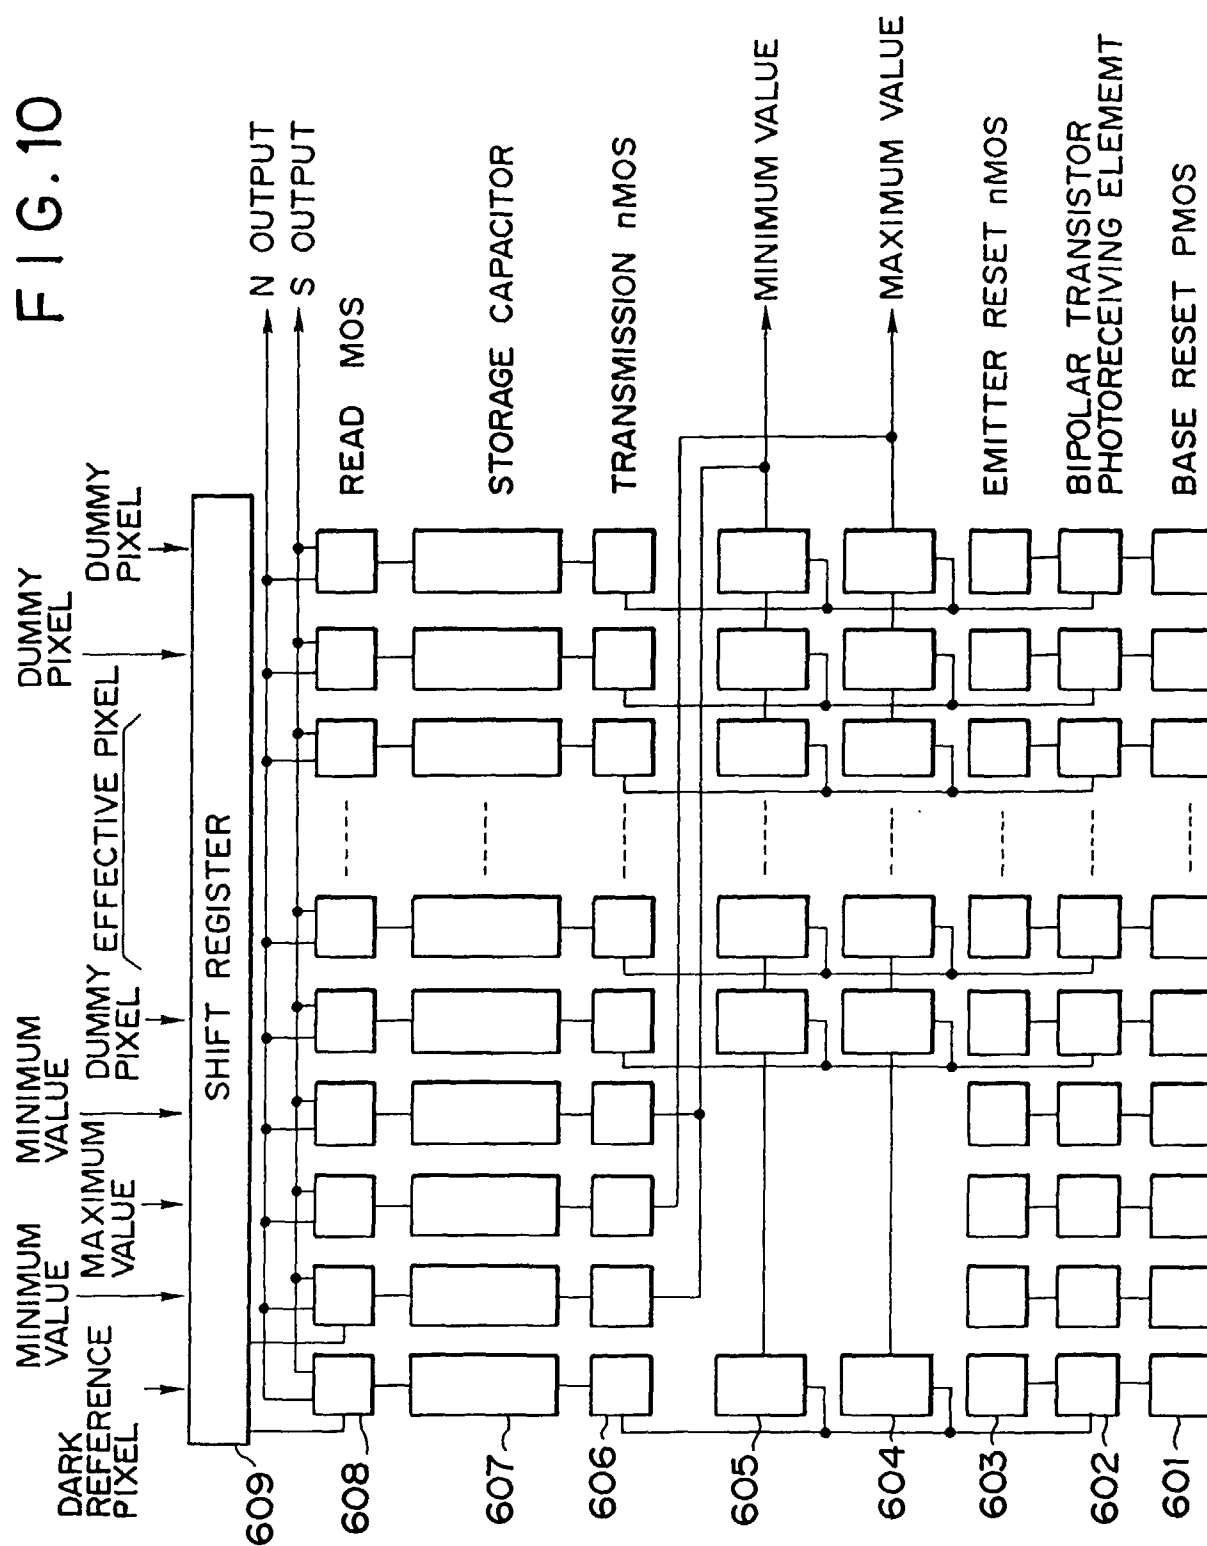 FIG. 10
N OUTPUT
S OUTPUT
READ MOS
STORAGE CAPACITOR
TRANSMISSION nMOS
MINIMUM VALUE
MAXIMUM VALUE
EMITTER RESET nMOS
BIPOLAR TRANSISTOR
PHOTORECEIVING ELEMEMT
BASE RESET PMOS
DARK
REFERENCE
PIXEL
MINIMUM
VALUE
MAXIMUM
VALUE
MINIMUM
VALUE
DUMMY
PIXEL
EFFECTIVE PIXEL
DUMMY
PIXEL
DUMMY
PIXEL
SHIFT REGISTER
609
608
607
606
605
604
603
602
601